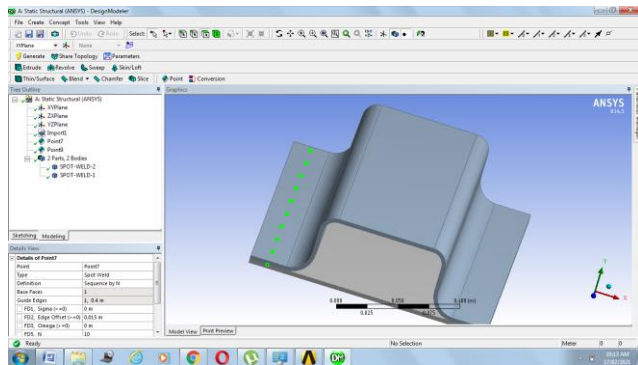 A: Static Structural (ANSYS) - DesignModeler
File Create Concept Tools View Help
Undo Redo Select:
XYPlane None
Generate Share Topology Parameters
Extrude Revolve Sweep Skin/Loft
Thin/Surface Blend Chamfer Slice Point Conversion
Tree Outline
Graphics
A: Static Structural (ANSYS)
XYPlane
ZXPlane
YZPlane
Import1
Point7
Point9
2 Parts, 2 Bodies
SPOT-WELD-2
SPOT-WELD-1
ANSYS
Sketching Modeling
Details View
Details of Point7
Point Point7
Type Spot Weld
Definition Sequence by N
Base Faces 1
Guide Edges 1, 0.4 m
FD1, Sigma (>=0) 0 m
FD2, Edge Offset (>=0) 0.015 m
FD3, Omega (>=0) 0 m
FD5, N 10
0.000 0.050 0.100 (m)
0.025 0.075
Y
X
Model View Print Preview
Ready No Selection Meter 0 0
DM
10:13 AM